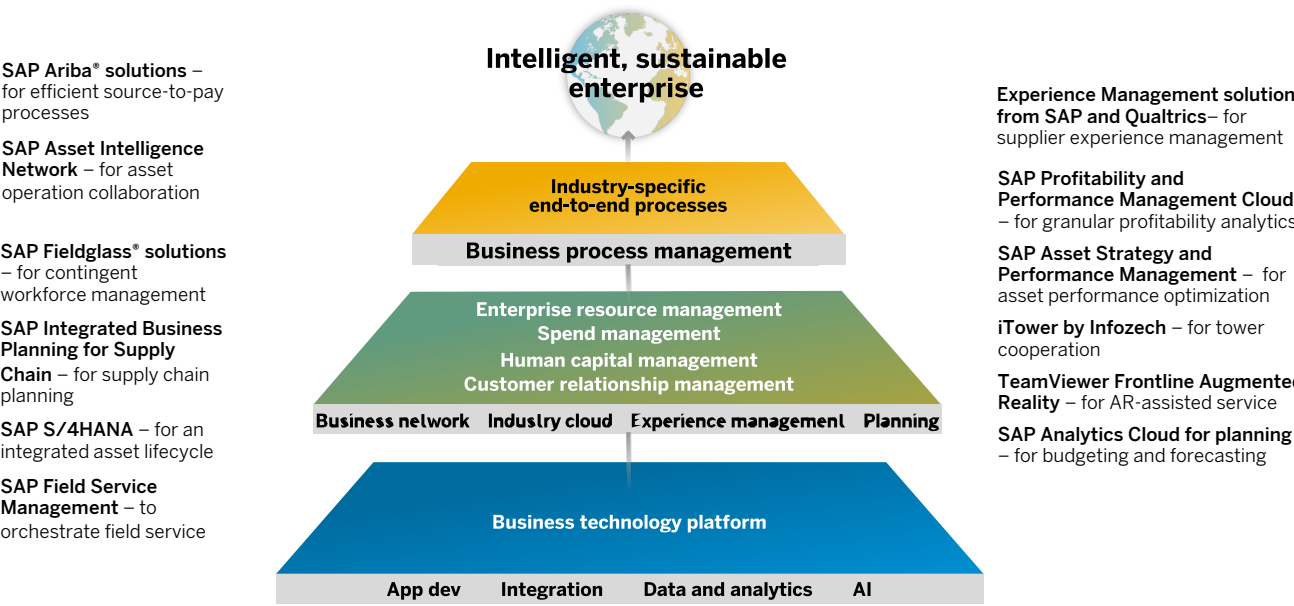 SAP Ariba® solutions –
for efficient source-to-pay
processes
SAP Asset Intelligence
Network – for asset
operation collaboration
SAP Fieldglass® solutions
– for contingent
workforce management
SAP Integrated Business
Planning for Supply
Chain – for supply chain
planning
SAP S/4HANA – for an
integrated asset lifecycle
SAP Field Service
Management – to
orchestrate field service
Intelligent, sustainable
enterprise
Industry-specific
end-to-end processes
Business process management
Enterprise resource management
Spend management
Human capital management
Customer relationship management
Business network Industry cloud Experience management Planning
Business technology platform
App dev Integration Data and analytics AI
Experience Management solution
from SAP and Qualtrics– for
supplier experience management
SAP Profitability and
Performance Management Cloud
– for granular profitability analytics
SAP Asset Strategy and
Performance Management – for
asset performance optimization
iTower by Infozech – for tower
cooperation
TeamViewer Frontline Augmented
Reality – for AR-assisted service
SAP Analytics Cloud for planning
– for budgeting and forecasting